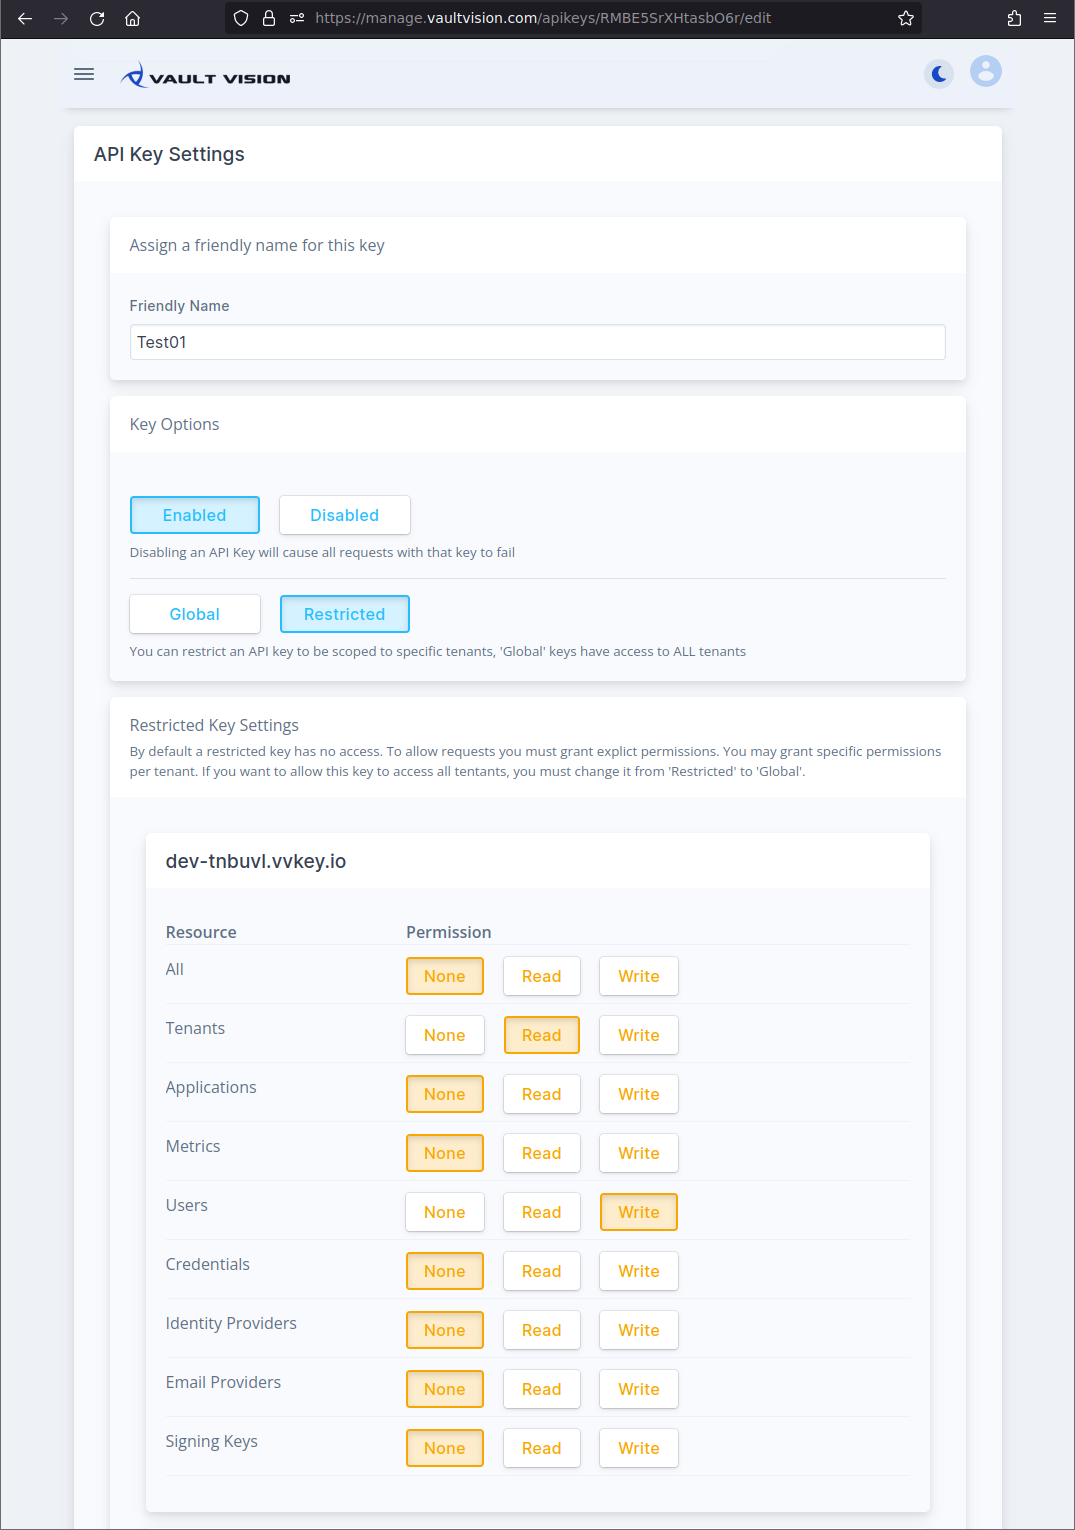 https://manage.vaultvision.com/apikeys/RMBE5SrXHtasbO6r/edit
VAULT VISION
API Key Settings
Assign a friendly name for this key
Friendly Name
Test01
Key Options
Enabled Disabled
Disabling an API Key will cause all requests with that key to fail
Global Restricted
You can restrict an API key to be scoped to specific tenants, 'Global' keys have access to ALL tenants
Restricted Key Settings
By default a restricted key has no access. To allow requests you must grant explict permissions. You may grant specific permissions
per tenant. If you want to allow this key to access all tentants, you must change it from 'Restricted' to 'Global'.
dev-tnbuvl.vvkey.io
Resource Permission
All None Read Write
Tenants None Read Write
Applications None Read Write
Metrics None Read Write
Users None Read Write
Credentials None Read Write
Identity Providers None Read Write
Email Providers None Read Write
Signing Keys None Read Write